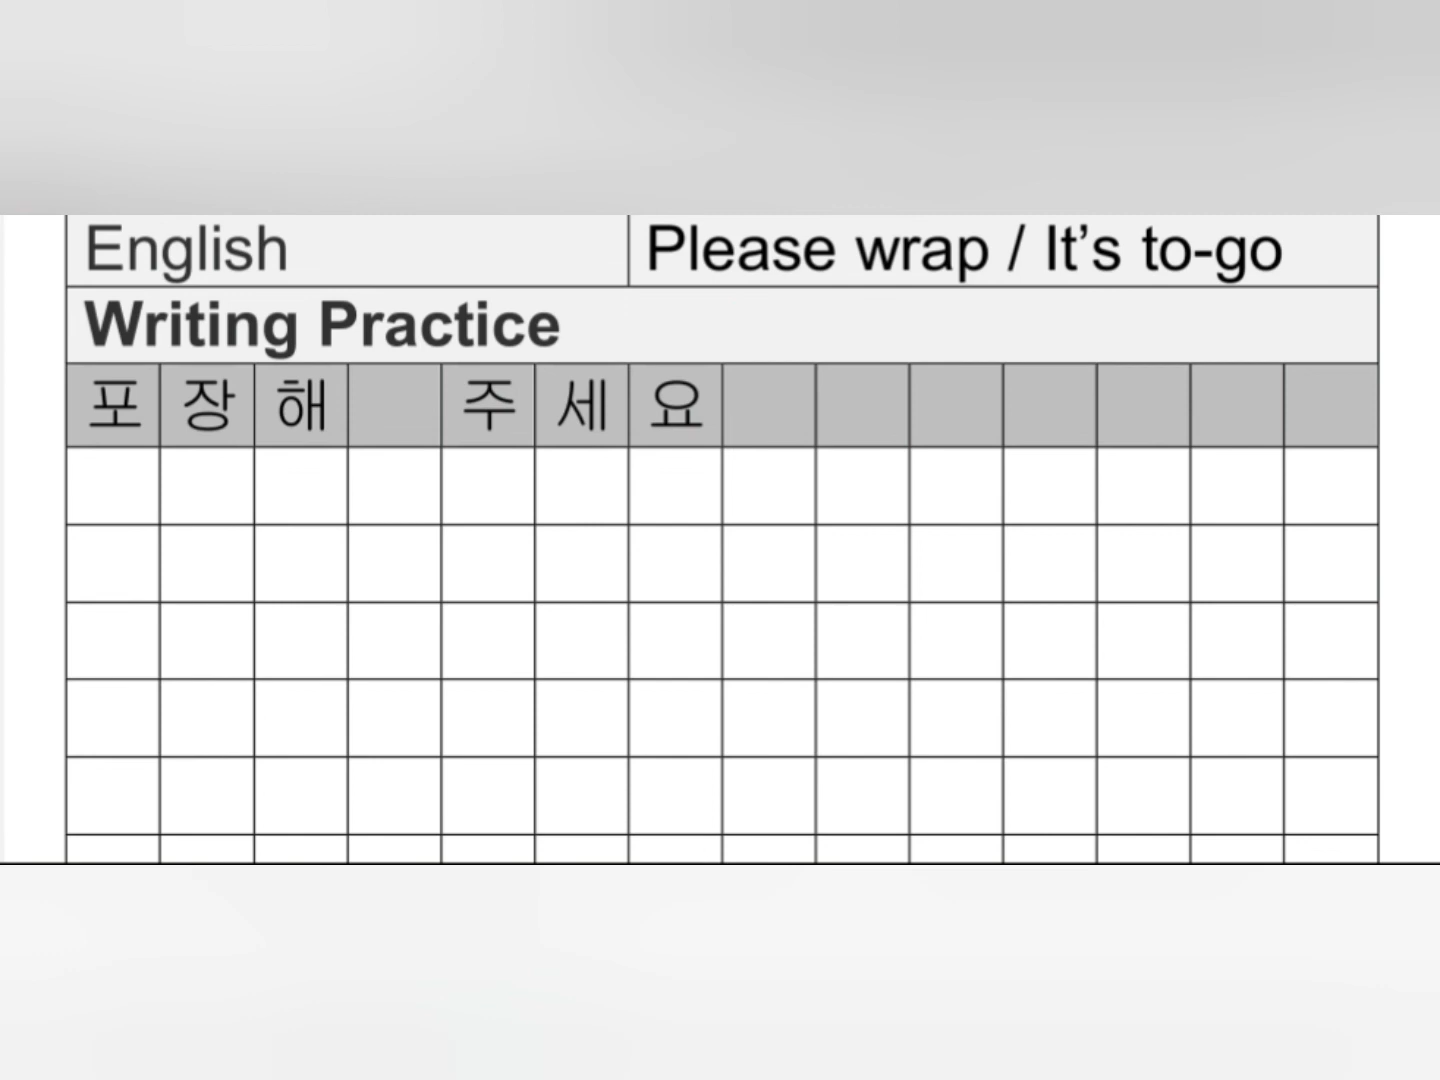 English Please wrap / It’s to-go
Writing Practice
포장해 주세요